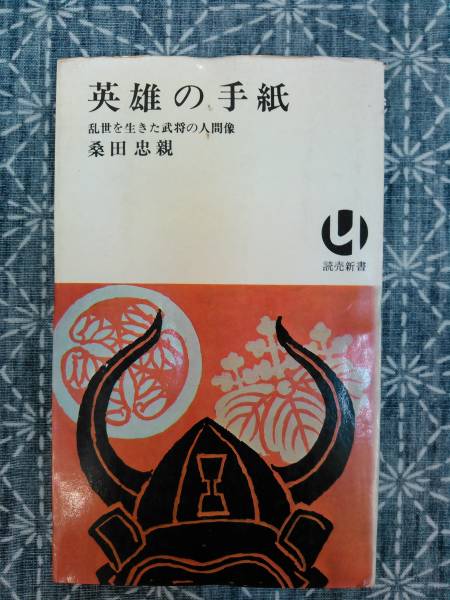 英雄の手紙
乱世を生きた武将の人間像
桑田忠親
読売新書